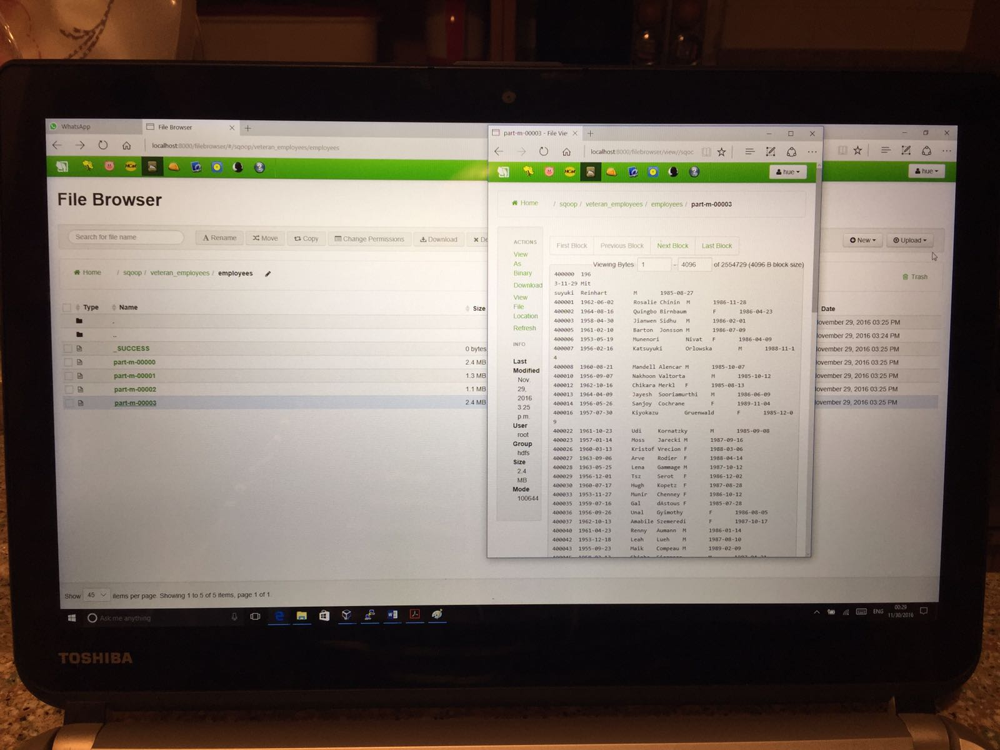 WhatsApp
File Browser
localhost:8000/filebrowser/#/sqoop/veteran_employees/employees
HCat
hue
File Browser
Search for file name
Rename
Move
Copy
Change Permissions
Download
De
New
Upload
Home / sqoop / veteran_employees / employees
Trash
Type Name Size Date
.
November 29, 2016 03:25 PM
..
November 29, 2016 03:24 PM
_SUCCESS 0 bytes November 29, 2016 03:25 PM
part-m-00000 2.4 MB November 29, 2016 03:25 PM
part-m-00001 1.3 MB November 29, 2016 03:25 PM
part-m-00002 1.1 MB November 29, 2016 03:25 PM
part-m-00003 2.4 MB November 29, 2016 03:25 PM
Show 45 items per page. Showing 1 to 5 of 5 items, page 1 of 1.
part-m-00003 - File Vie
localhost:8000/filebrowser/view//sqoc
HCat
hue
Home / sqoop / veteran_employees / employees / part-m-00003
ACTIONS
View
As
Binary
Download
View
File
Location
Refresh
INFO
Last
Modified
Nov.
29,
2016
3:25
p.m.
User
root
Group
hdfs
Size
2.4
MB
Mode
100644
First Block Previous Block Next Block Last Block
Viewing Bytes 1 - 4096 of 2554729 (4096 B block size)
400000 196
3-11-29 Mit
suyuki Reinhart M 1985-08-27
400001 1962-06-02 Rosalie Chinin M 1986-11-28
400002 1964-08-16 Quingbo Birnbaum F 1986-04-23
400003 1958-04-30 Jianwen Sidhu M 1986-02-01
400005 1961-02-10 Barton Jonsson M 1986-07-09
400006 1953-05-19 Munenori Nivat F 1986-04-09
400007 1956-02-16 Katsuyuki Orlowska M 1988-11-1
4
400008 1960-08-21 Mandell Alencar M 1985-10-07
400010 1956-09-07 Nakhoon Valtorta M 1985-10-12
400012 1962-10-16 Chikara Merkl F 1985-08-13
400013 1964-04-09 Jayesh Sooriamurthi M 1986-06-09
400014 1956-05-26 Sanjoy Cochrane F 1989-11-04
400016 1957-07-30 Kiyokazu Gruenwald F 1985-12-0
9
400022 1961-10-23 Udi Kornatzky M 1985-09-08
400023 1957-01-14 Moss Jarecki M 1987-09-16
400026 1960-03-13 Kristof Vrecion F 1988-03-06
400027 1963-09-06 Arve Rodier F 1988-04-14
400028 1963-05-25 Lena Gammage M 1987-10-12
400029 1956-12-01 Tsz Serot F 1986-12-02
400030 1960-07-17 Hugh Kopetz F 1987-08-28
400033 1953-11-27 Munir Chenney F 1986-10-12
400035 1959-07-16 Gal dAstous F 1985-07-28
400036 1956-09-26 Unal Gyimothy F 1986-08-05
400037 1962-10-13 Amabile Szemeredi F 1987-10-17
400040 1961-04-23 Renny Aumann M 1986-01-14
400042 1953-12-18 Leah Lueh M 1987-08-10
400043 1955-09-23 Maik Compeau M 1989-02-09
Ask me anything
ENG
00:29
11/30/2016
TOSHIBA